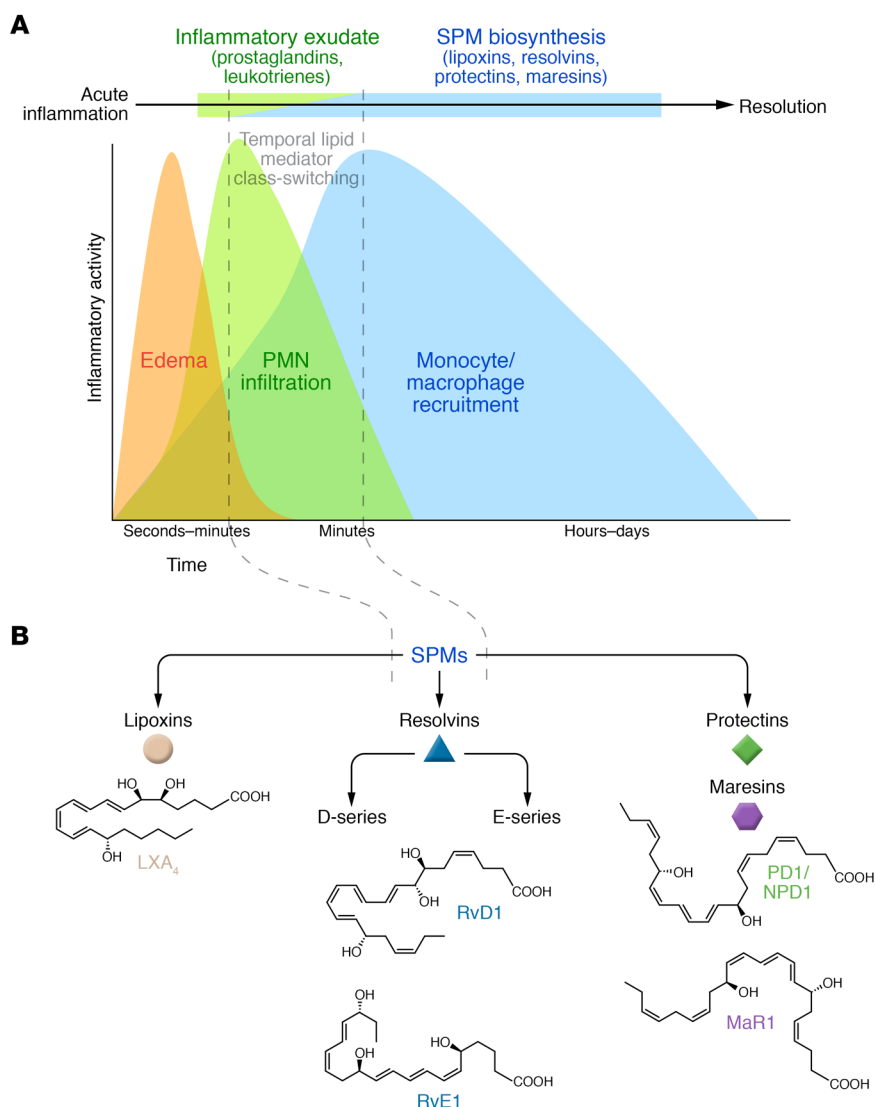 A
Inflammatory exudate
(prostaglandins,
leukotrienes)
SPM biosynthesis
(lipoxins, resolvins,
protectins, maresins)
Acute
inflammation
Resolution
Temporal lipid
mediator
class-switching
Inflammatory activity
Edema
PMN
infiltration
Monocyte/
macrophage
recruitment
Seconds–minutes
Minutes
Hours–days
Time
B
SPMs
Lipoxins
Resolvins
Protectins
Maresins
D-series
E-series
HO
OH
COOH
OH
LXA₄
HO
OH
COOH
HO
RvD1
OH
OH
HO
COOH
RvE1
OH
OH
COOH
PD1/
NPD1
OH
OH
COOH
MaR1